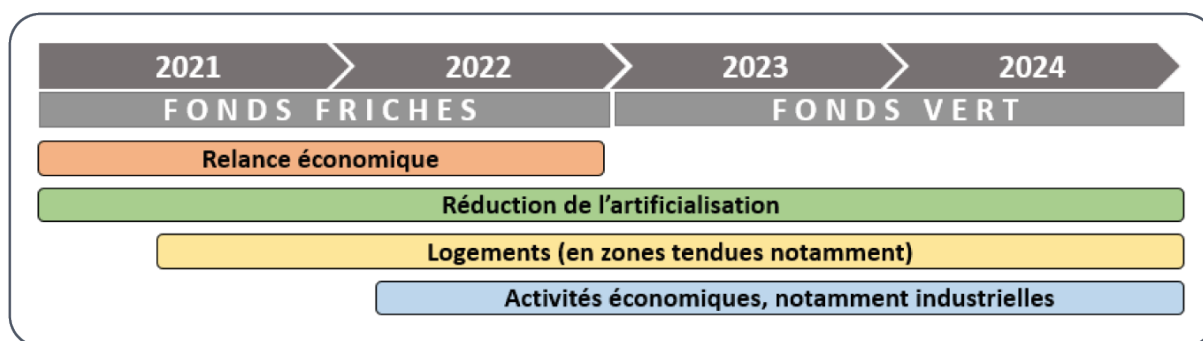 2021 2022 2023 2024
FONDS FRICHES FONDS VERT
Relance économique
Réduction de l’artificialisation
Logements (en zones tendues notamment)
Activités économiques, notamment industrielles